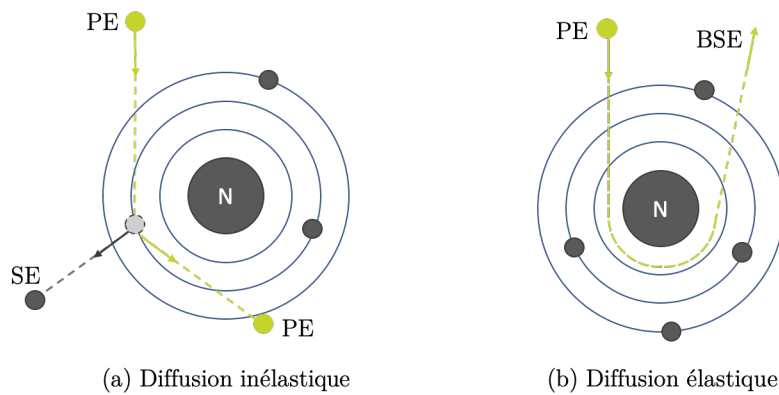 PE
N
SE
PE
(a) Diffusion inélastique
PE
BSE
N
(b) Diffusion élastique